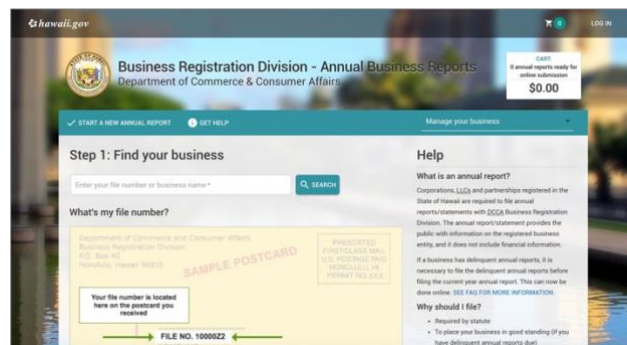 hawaii.gov
0
LOG IN
Business Registration Division - Annual Business Reports
Department of Commerce & Consumer Affairs
CART
0 annual reports ready for
online submission
$0.00
START A NEW ANNUAL REPORT
GET HELP
Manage your business
Step 1: Find your business
Enter your file number or business name*
SEARCH
What's my file number?
Department of Commerce and Consumer Affairs
Business Registration Division
P.O. Box 40
Honolulu, Hawaii 96810
SAMPLE POSTCARD
PRESORTED
FIRST-CLASS MAIL
U.S. POSTAGE PAID
HONOLULU, HI
PERMIT NO. XXX
Your file number is located
here on the postcard you
received
FILE NO. 10000Z2
Help
What is an annual report?
Corporations, LLCs and partnerships registered in the
State of Hawaii are required to file annual
reports/statements with DCCA Business Registration
Division. The annual report/statement provides the
public with information on the registered business
entity, and it does not include financial information.
If a business has delinquent annual reports, it is
necessary to file the delinquent annual reports before
filing the current year annual report. This can now be
done online. SEE FAQ FOR MORE INFORMATION.
Why should I file?
• Required by statute
• To place your business in good standing (if you
have delinquent annual reports due)